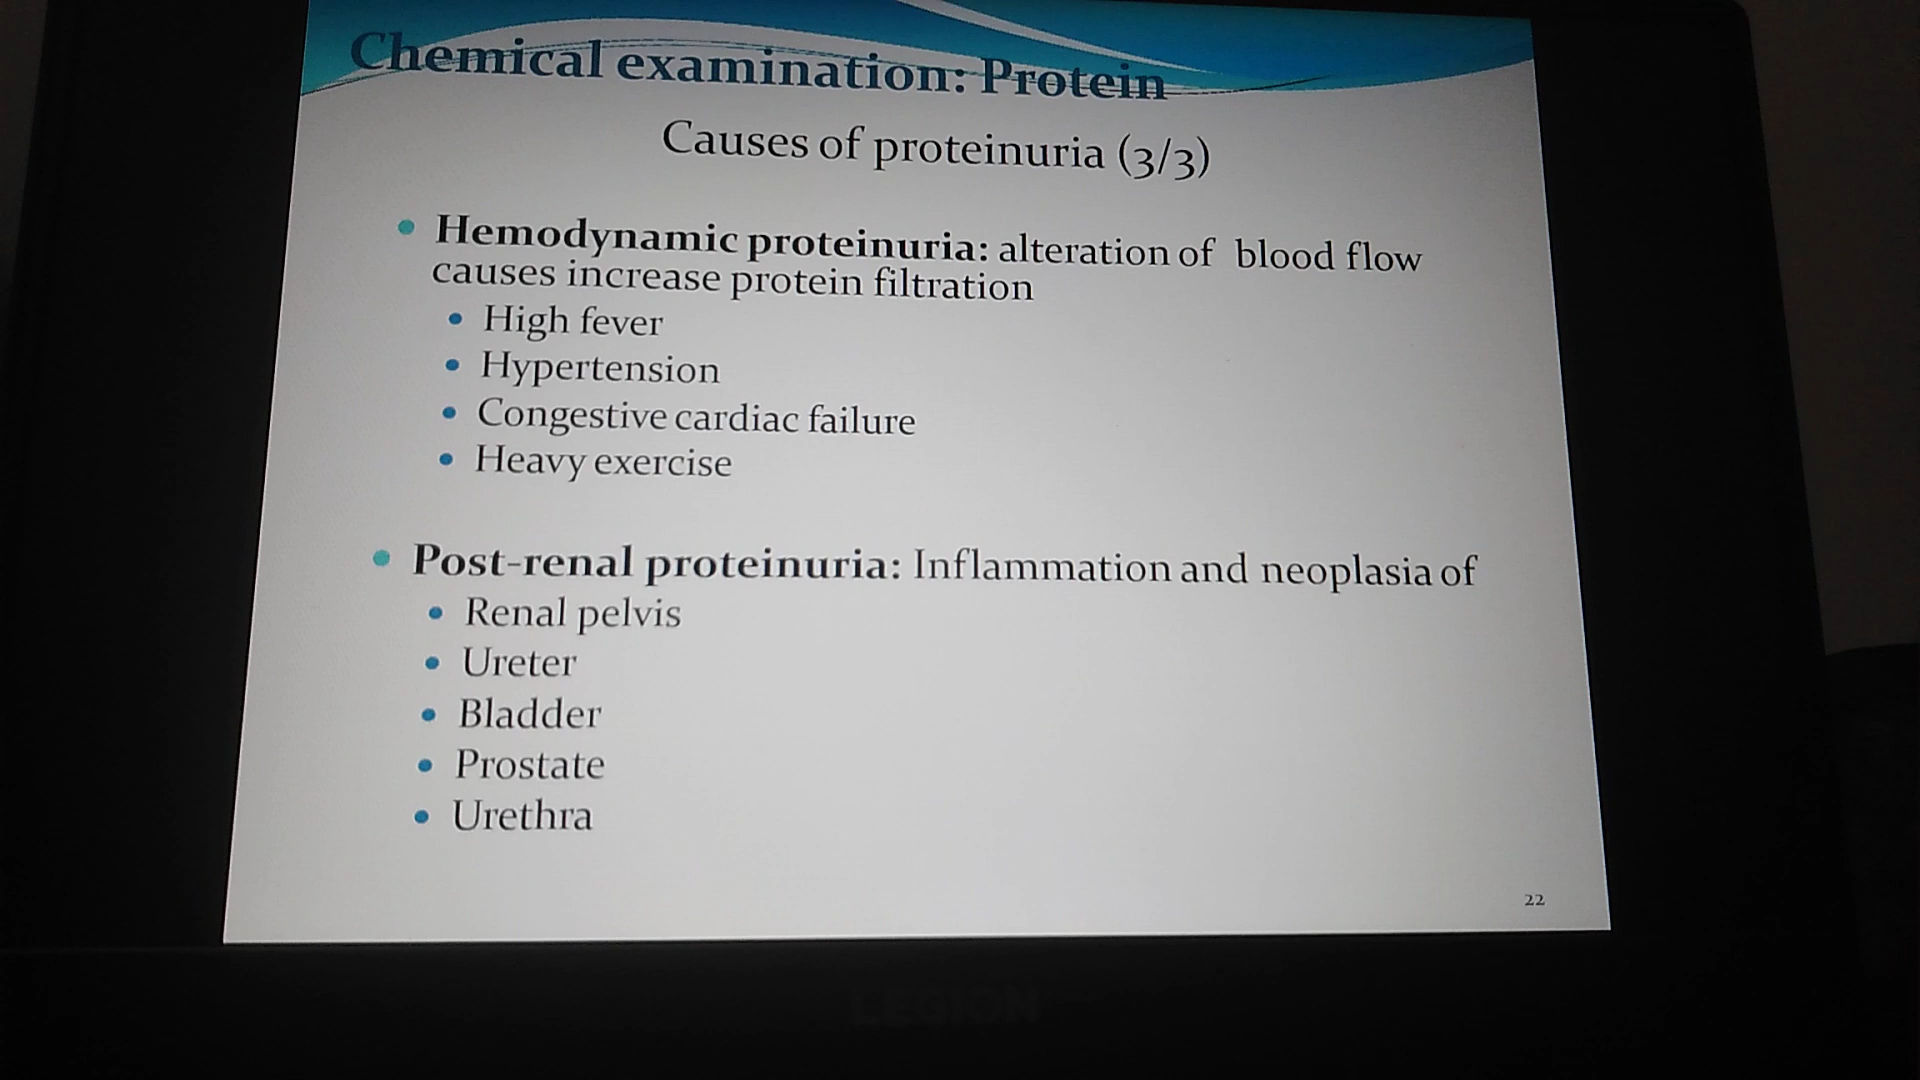 Chemical examination: Protein
Causes of proteinuria (3/3)
• Hemodynamic proteinuria: alteration of blood flow
causes increase protein filtration
• High fever
• Hypertension
• Congestive cardiac failure
• Heavy exercise
• Post-renal proteinuria: Inflammation and neoplasia of
• Renal pelvis
• Ureter
• Bladder
• Prostate
• Urethra
22
LEGION